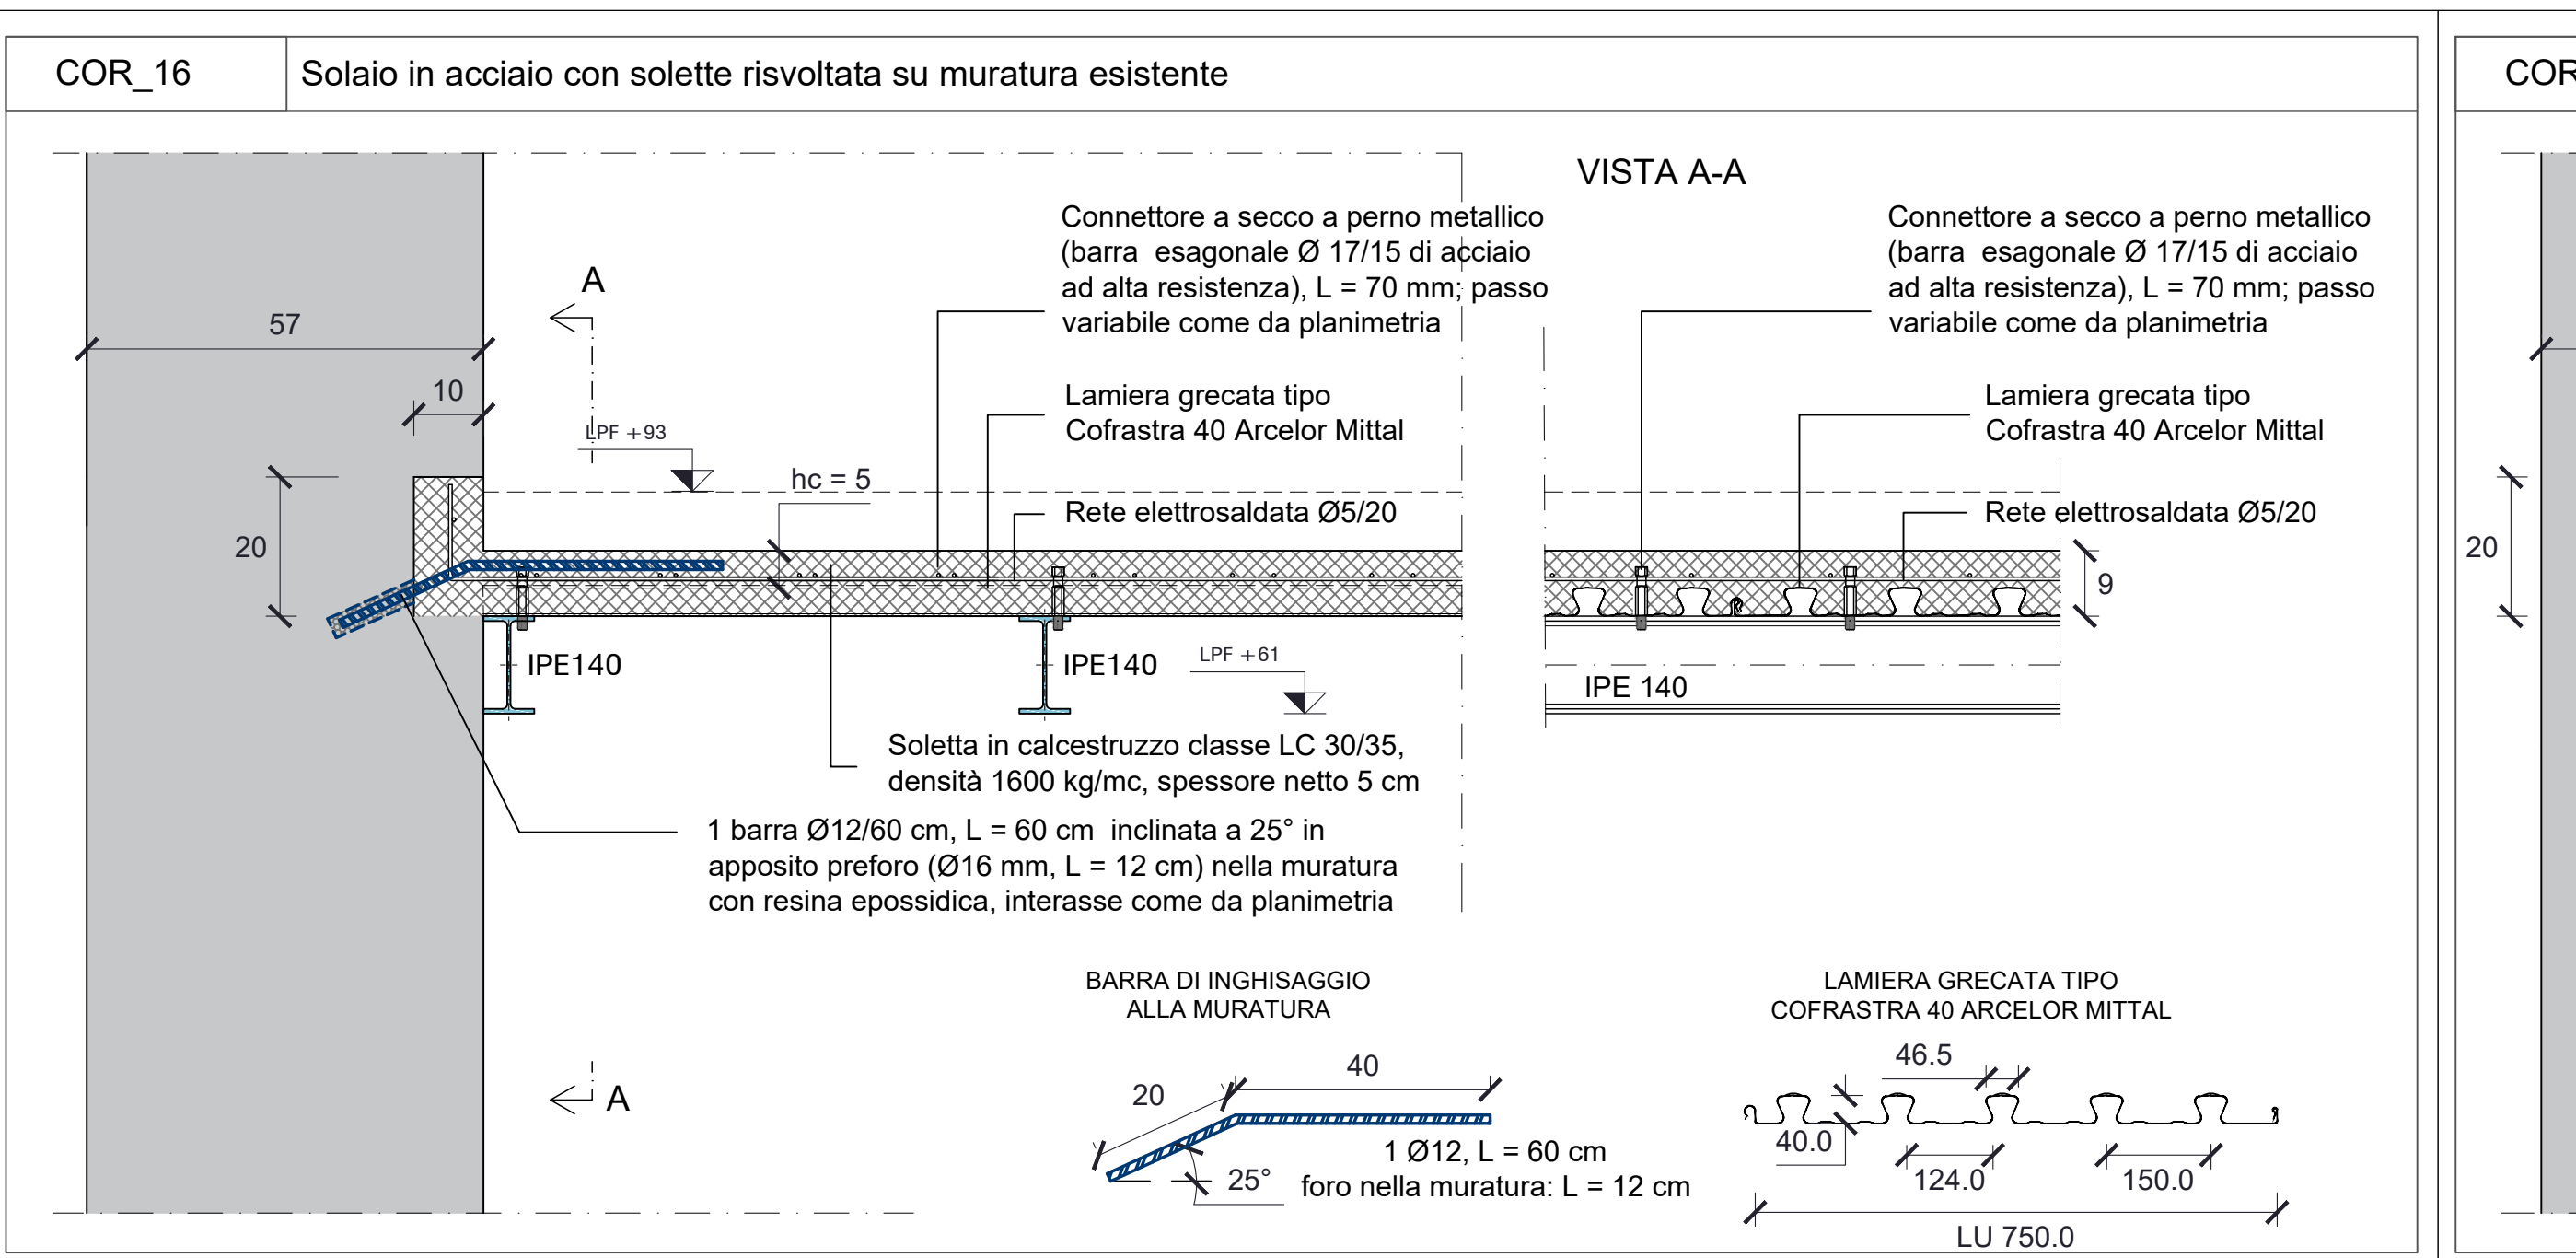 COR_16
Solaio in acciaio con solette risvoltata su muratura esistente
COR
VISTA A-A
Connettore a secco a perno metallico
(barra esagonale Ø 17/15 di acciaio
ad alta resistenza), L = 70 mm; passo
variabile come da planimetria
Connettore a secco a perno metallico
(barra esagonale Ø 17/15 di acciaio
ad alta resistenza), L = 70 mm; passo
variabile come da planimetria
A
57
10
Lamiera grecata tipo
Cofrastra 40 Arcelor Mittal
Lamiera grecata tipo
Cofrastra 40 Arcelor Mittal
LPF +93
hc = 5
Rete elettrosaldata Ø5/20
Rete elettrosaldata Ø5/20
20
20
9
IPE140
IPE140
LPF +61
IPE 140
Soletta in calcestruzzo classe LC 30/35,
densità 1600 kg/mc, spessore netto 5 cm
1 barra Ø12/60 cm, L = 60 cm inclinata a 25° in
apposito preforo (Ø16 mm, L = 12 cm) nella muratura
con resina epossidica, interasse come da planimetria
A
BARRA DI INGHISAGGIO
ALLA MURATURA
40
20
25°
1 Ø12, L = 60 cm
foro nella muratura: L = 12 cm
LAMIERA GRECATA TIPO
COFRASTRA 40 ARCELOR MITTAL
46.5
40.0
124.0
150.0
LU 750.0